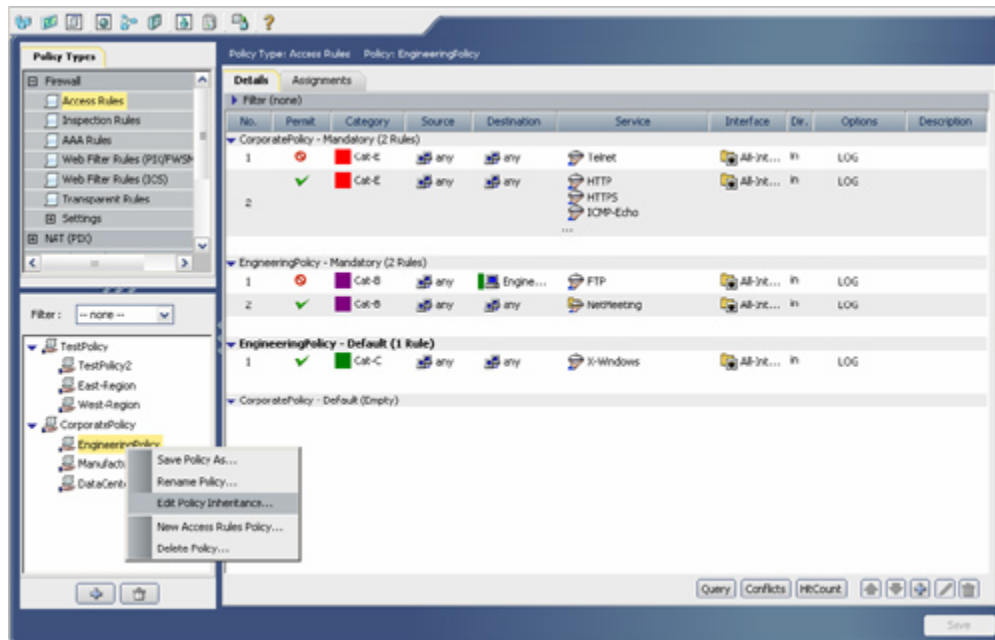 Policy Types
Policy Type: Access Rules Policy: EngineeringPolicy
Firewall
Access Rules
Inspection Rules
AAA Rules
Web Filter Rules (PIX/FWSM
Web Filter Rules (IOS)
Transparent Rules
Settings
NAT (PIX)
Filter : -- none --
TestPolicy
TestPolicy2
East-Region
West-Region
CorporatePolicy
EngineeringPolicy
Manufactu
DataCent
Save Policy As...
Rename Policy...
Edit Policy Inheritance...
New Access Rules Policy...
Delete Policy...
Details Assignments
Filter (none)
No. Permit Category Source Destination Service Interface Dir. Options Description
CorporatePolicy - Mandatory (2 Rules)
1 Cat-E any any Telnet All-Int... in LOG
2 Cat-E any any HTTP All-Int... in LOG
HTTPS
ICMP-Echo
...
EngineeringPolicy - Mandatory (2 Rules)
1 Cat-B any Engine... FTP All-Int... in LOG
2 Cat-B any any NetMeeting All-Int... in LOG
EngineeringPolicy - Default (1 Rule)
1 Cat-C any any X-Windows All-Int... in LOG
CorporatePolicy - Default (Empty)
Query Conflicts HitCount
Save